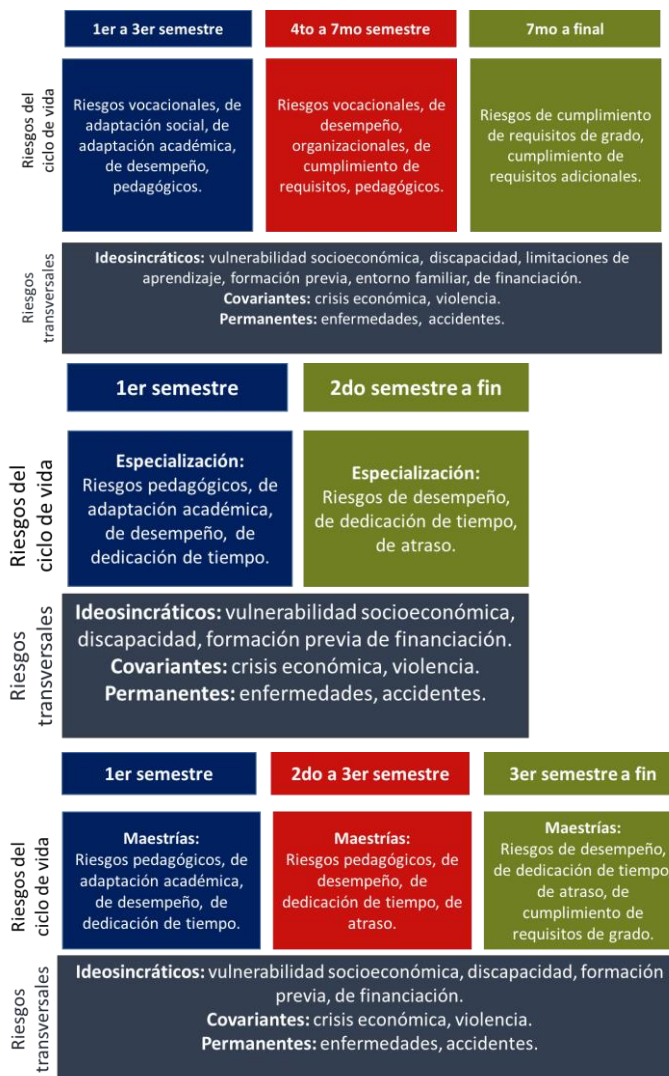 1er a 3er semestre
4to a 7mo semestre
7mo a final
Riesgos del
ciclo de vida
Riesgos vocacionales, de
adaptación social, de
adaptación académica,
de desempeño,
pedagógicos.
Riesgos vocacionales, de
desempeño,
organizacionales, de
cumplimiento de
requisitos, pedagógicos.
Riesgos de cumplimiento
de requisitos de grado,
cumplimiento de
requisitos adicionales.
Riesgos
transversales
Ideosincráticos: vulnerabilidad socioeconómica, discapacidad, limitaciones de
aprendizaje, formación previa, entorno familiar, de financiación.
Covariantes: crisis económica, violencia.
Permanentes: enfermedades, accidentes.
1er semestre
2do semestre a fin
Riesgos del
ciclo de vida
Especialización:
Riesgos pedagógicos, de
adaptación académica,
de desempeño, de
dedicación de tiempo.
Especialización:
Riesgos de desempeño,
de dedicación de tiempo,
de atraso.
Riesgos
transversales
Ideosincráticos: vulnerabilidad socioeconómica,
discapacidad, formación previa de financiación.
Covariantes: crisis económica, violencia.
Permanentes: enfermedades, accidentes.
1er semestre
2do a 3er semestre
3er semestre a fin
Riesgos del
ciclo de vida
Maestrías:
Riesgos pedagógicos, de
adaptación académica,
de desempeño, de
dedicación de tiempo.
Maestrías:
Riesgos pedagógicos, de
desempeño, de
dedicación de tiempo, de
atraso.
Maestrías:
Riesgos de desempeño,
de dedicación de tiempo
de atraso, de
cumplimiento de
requisitos de grado.
Riesgos
transversales
Ideosincráticos: vulnerabilidad socioeconómica, discapacidad, formación
previa, de financiación.
Covariantes: crisis económica, violencia.
Permanentes: enfermedades, accidentes.